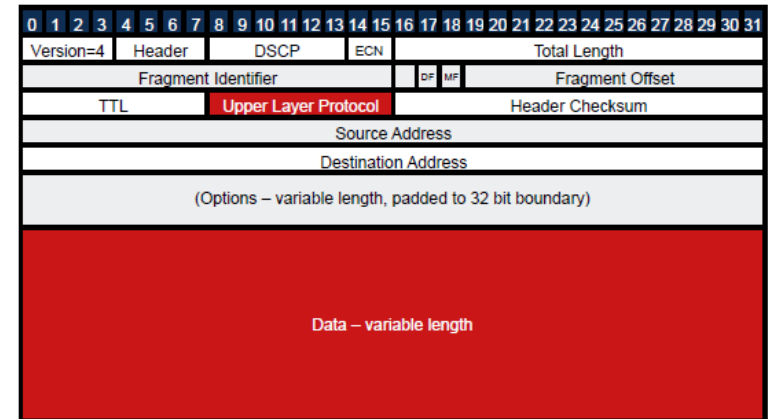 0 1 2 3 4 5 6 7 8 9 10 11 12 13 14 15 16 17 18 19 20 21 22 23 24 25 26 27 28 29 30 31
Version=4 Header DSCP ECN Total Length
Fragment Identifier DF MF Fragment Offset
TTL Upper Layer Protocol Header Checksum
Source Address
Destination Address
(Options – variable length, padded to 32 bit boundary)
Data – variable length